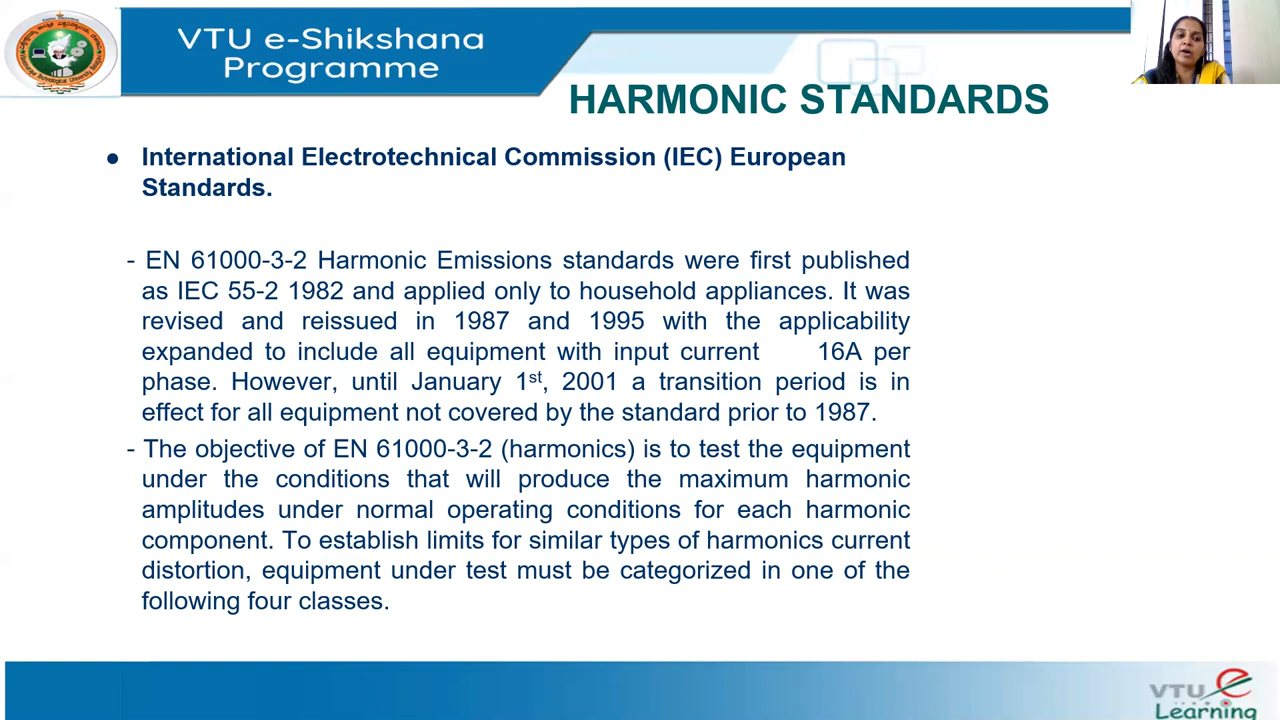 VTU e-Shikshana
Programme
HARMONIC STANDARDS
● International Electrotechnical Commission (IEC) European
Standards.
- EN 61000-3-2 Harmonic Emissions standards were first published
as IEC 55-2 1982 and applied only to household appliances. It was
revised and reissued in 1987 and 1995 with the applicability
expanded to include all equipment with input current 16A per
phase. However, until January 1st, 2001 a transition period is in
effect for all equipment not covered by the standard prior to 1987.
- The objective of EN 61000-3-2 (harmonics) is to test the equipment
under the conditions that will produce the maximum harmonic
amplitudes under normal operating conditions for each harmonic
component. To establish limits for similar types of harmonics current
distortion, equipment under test must be categorized in one of the
following four classes.
VTU e
Learning